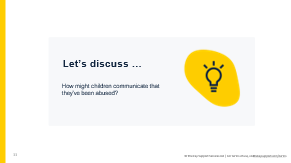 Let's discuss ...
How might children communicate that
they've been abused?